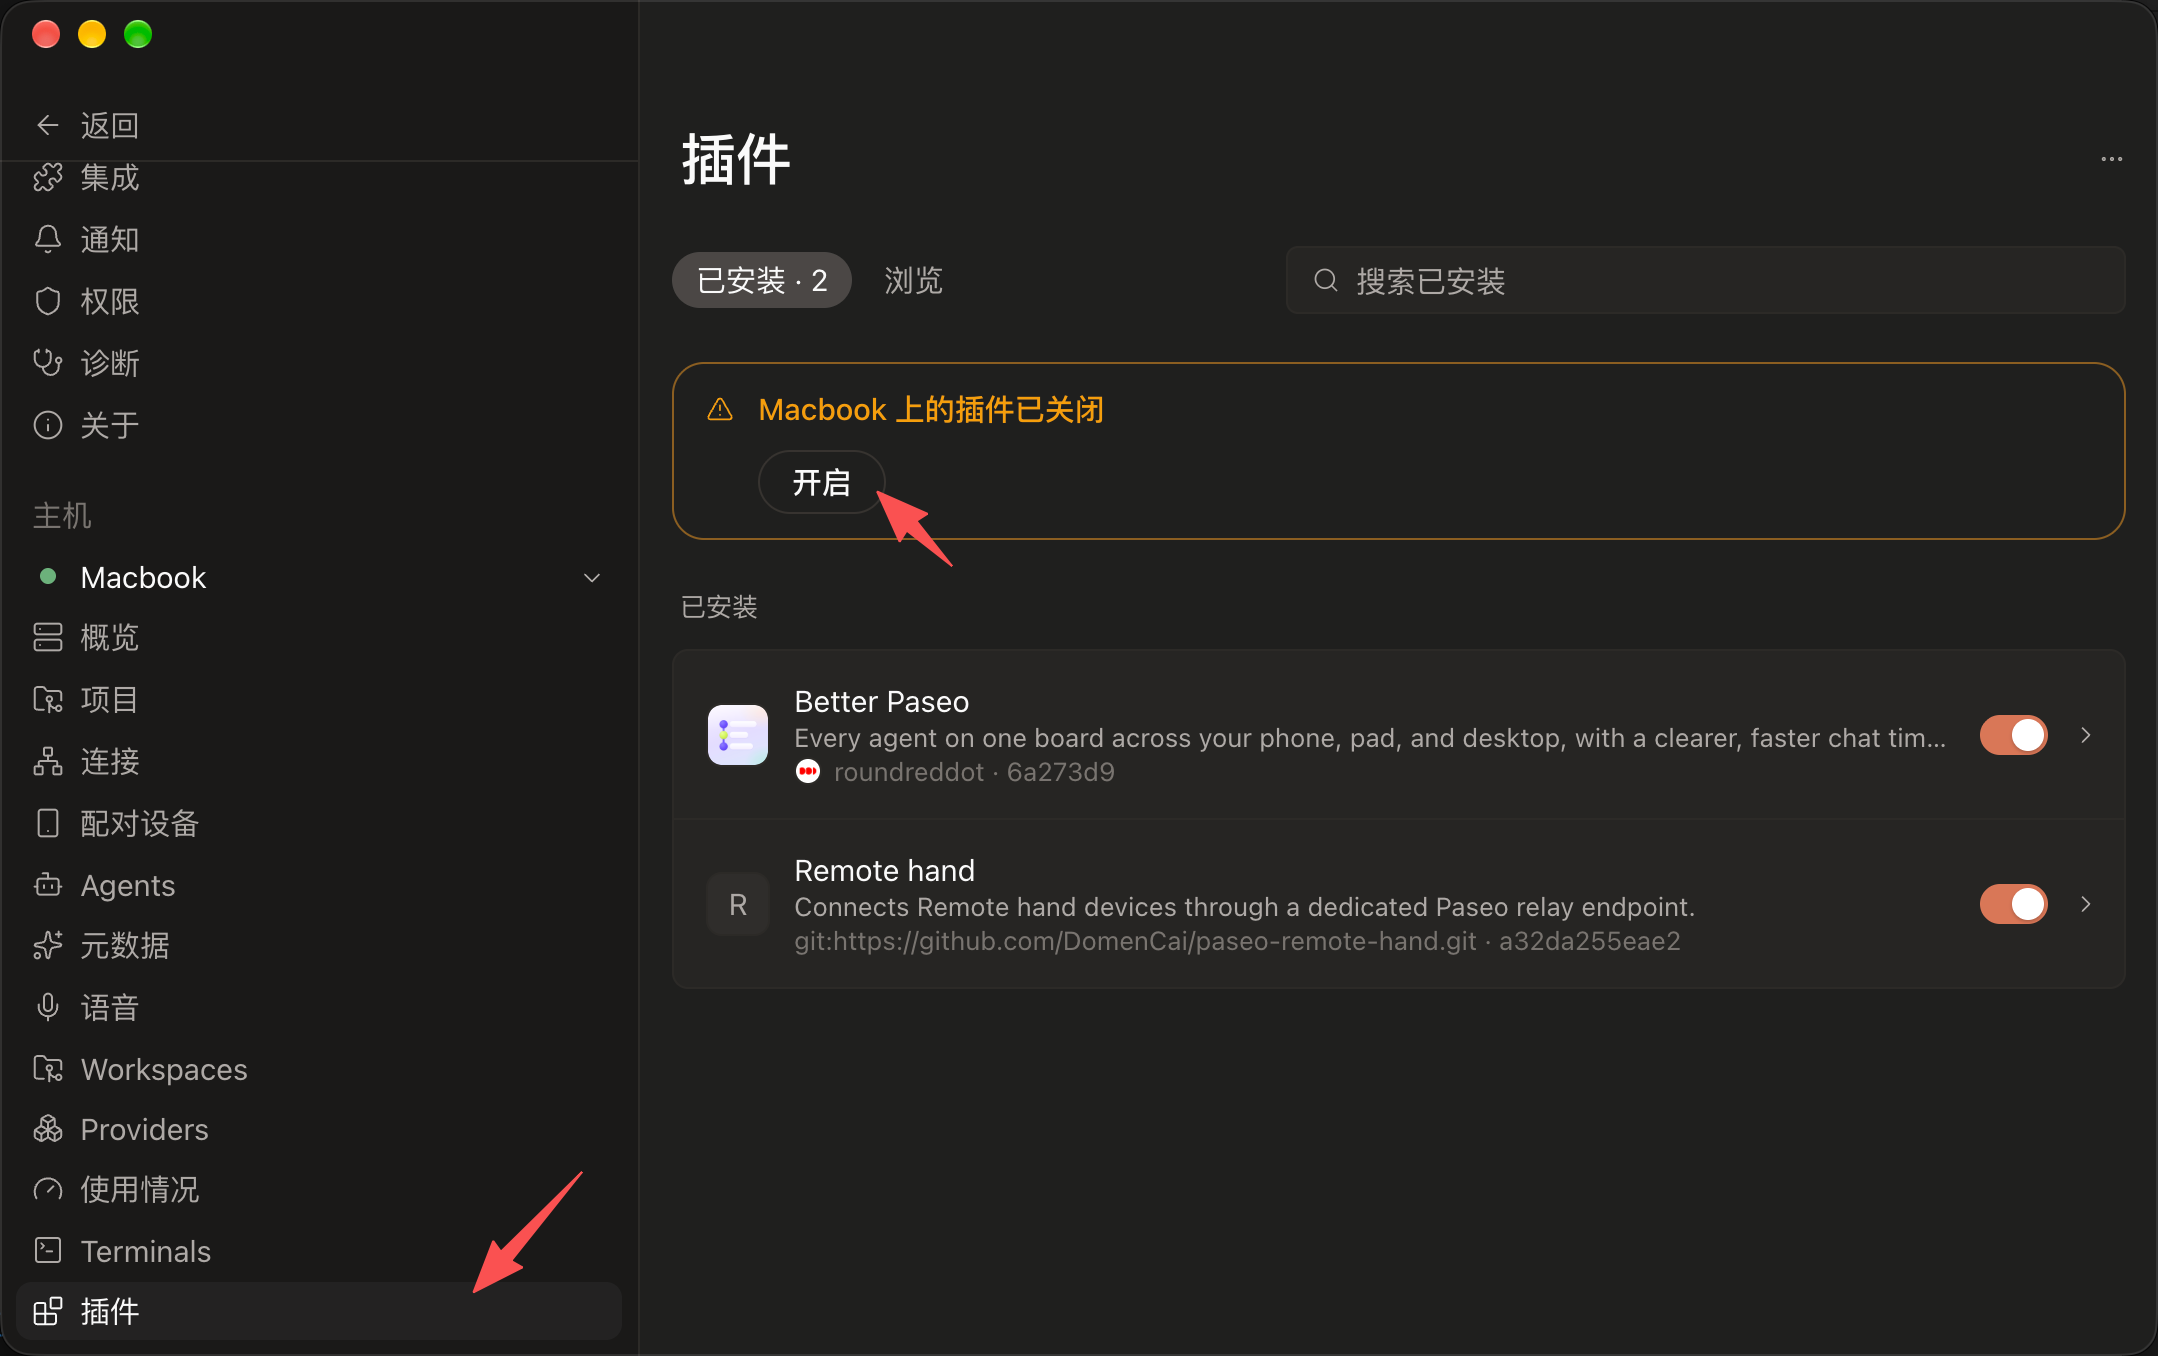 返回
集成
通知
权限
诊断
关于
主机
Macbook
概览
项目
连接
配对设备
Agents
元数据
语音
Workspaces
Providers
使用情况
Terminals
插件
插件
已安装 · 2
浏览
搜索已安装
Macbook 上的插件已关闭
开启
已安装
Better Paseo
Every agent on one board across your phone, pad, and desktop, with a clearer, faster chat tim...
roundreddot · 6a273d9
R
Remote hand
Connects Remote hand devices through a dedicated Paseo relay endpoint.
git:https://github.com/DomenCai/paseo-remote-hand.git · a32da255eae2